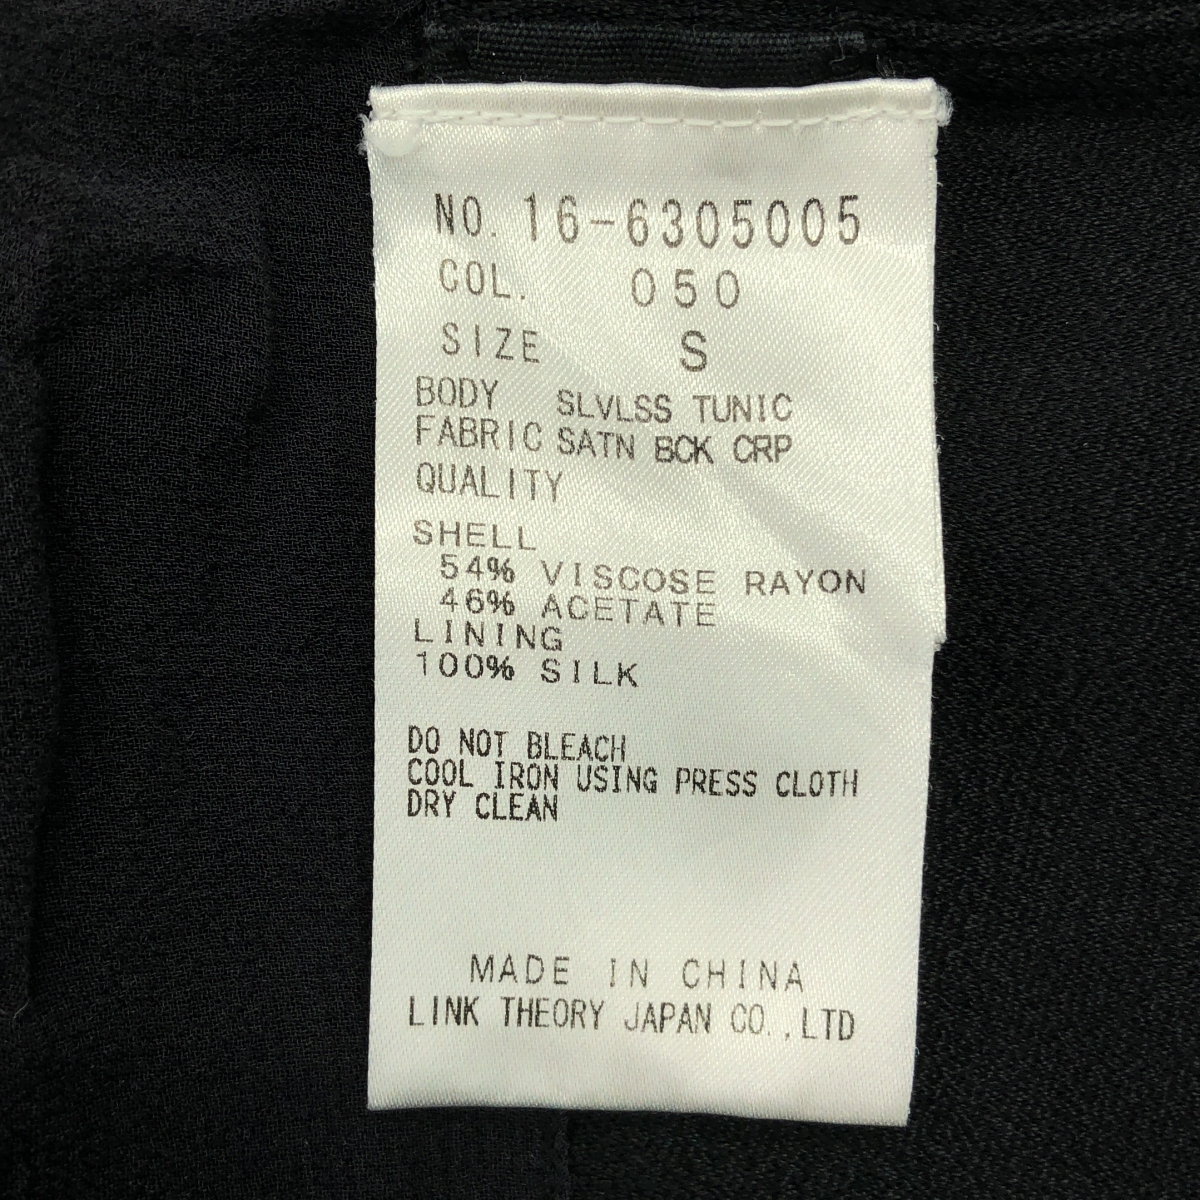 NO. 16-6305005
COL. 050
SIZE S
BODY SLVLSS TUNIC
FABRIC SATN BCK CRP
QUALITY
SHELL
54% VISCOSE RAYON
46% ACETATE
LINING
100% SILK
DO NOT BLEACH
COOL IRON USING PRESS CLOTH
DRY CLEAN
MADE IN CHINA
LINK THEORY JAPAN CO.,LTD